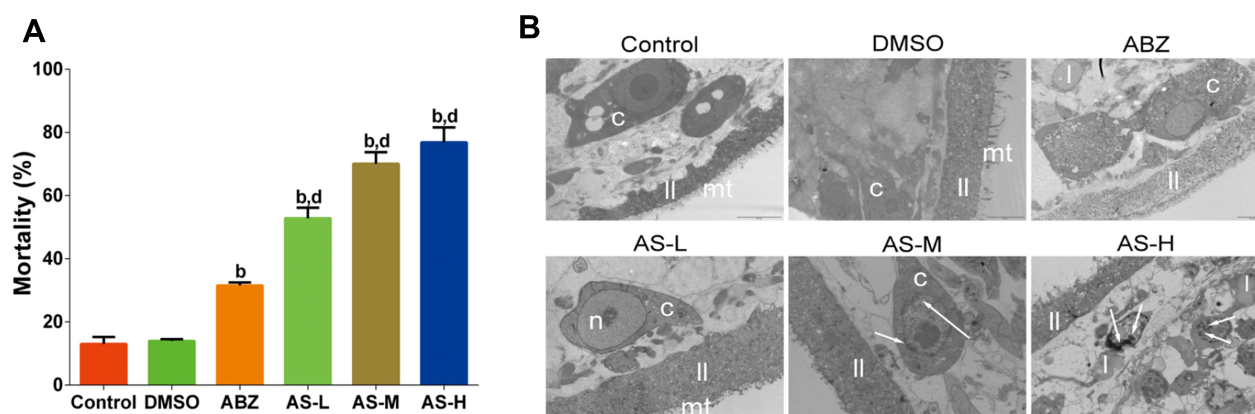 A
Mortality (%)
100
80
60
40
20
0
b
b,d
b,d
b,d
Control DMSO ABZ AS-L AS-M AS-H
B
Control DMSO ABZ
c
ll
mt
c
ll
mt
l
c
ll
AS-L AS-M AS-H
n
c
ll
mt
c
ll
ll
l
l